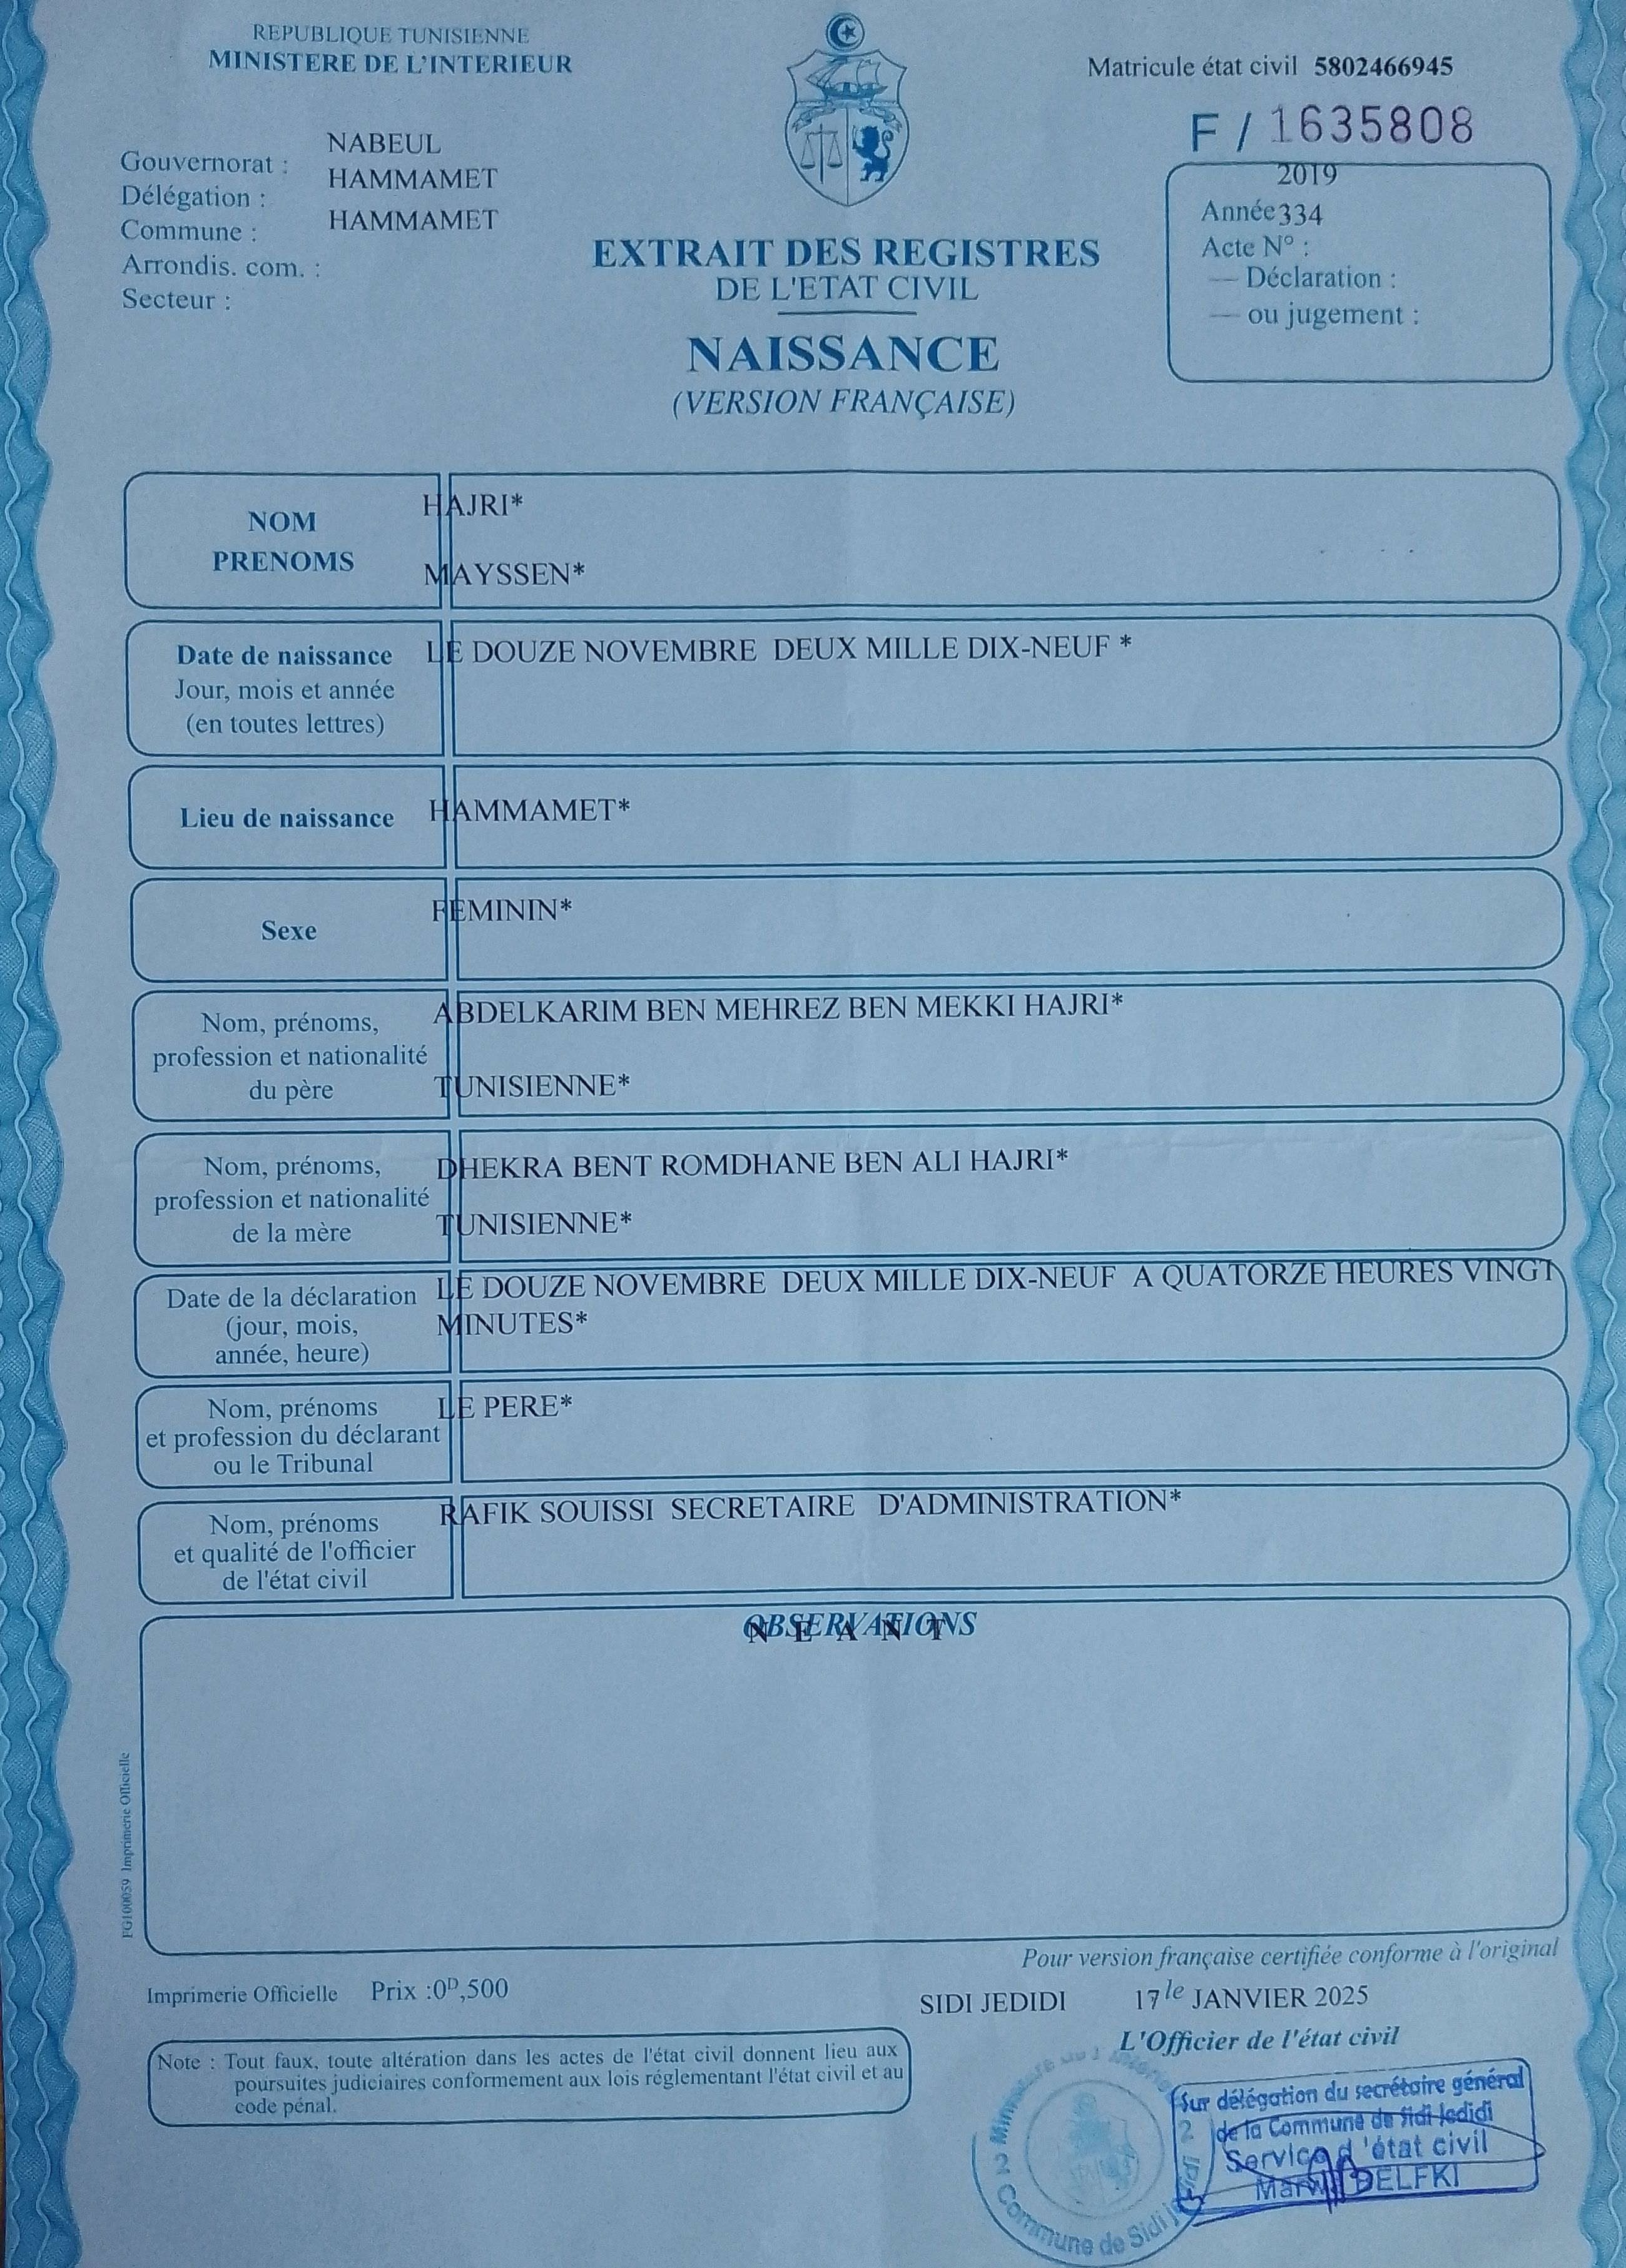 REPUBLIQUE TUNISIENNE
MINISTERE DE L'INTERIEUR
Matricule état civil 5802466945
F / 1635808
Gouvernorat : NABEUL
Délégation : HAMMAMET
Commune : HAMMAMET
Arrondis. com. :
Secteur :
2019
Année 334
Acte N° :
— Déclaration :
— ou jugement :
EXTRAIT DES REGISTRES
DE L'ETAT CIVIL
NAISSANCE
(VERSION FRANÇAISE)
NOM
HAJRI*
PRENOMS
MAYSSEN*
Date de naissance
Jour, mois et année
(en toutes lettres)
LE DOUZE NOVEMBRE DEUX MILLE DIX-NEUF *
Lieu de naissance
HAMMAMET*
Sexe
FEMININ*
Nom, prénoms,
profession et nationalité
du père
ABDELKARIM BEN MEHREZ BEN MEKKI HAJRI*
TUNISIENNE*
Nom, prénoms,
profession et nationalité
de la mère
DHEKRA BENT ROMDHANE BEN ALI HAJRI*
TUNISIENNE*
Date de la déclaration
(jour, mois,
année, heure)
LE DOUZE NOVEMBRE DEUX MILLE DIX-NEUF A QUATORZE HEURES VINGT
MINUTES*
Nom, prénoms
et profession du déclarant
ou le Tribunal
LE PERE*
Nom, prénoms
et qualité de l'officier
de l'état civil
RAFIK SOUISSI SECRETAIRE D'ADMINISTRATION*
OBSERVATIONS
N E A N T
FG100059 Imprimerie Officielle
Pour version française certifiée conforme à l'original
Imprimerie Officielle Prix :0ᴰ,500
SIDI JEDIDI 17 le JANVIER 2025
L'Officier de l'état civil
Note : Tout faux, toute altération dans les actes de l'état civil donnent lieu aux
poursuites judiciaires conformement aux lois réglementant l'état civil et au
code pénal.
Sur délégation du secrétaire général
de la Commune de Sidi Jedidi
Service d'état civil
DELFKI
Commune de Sidi